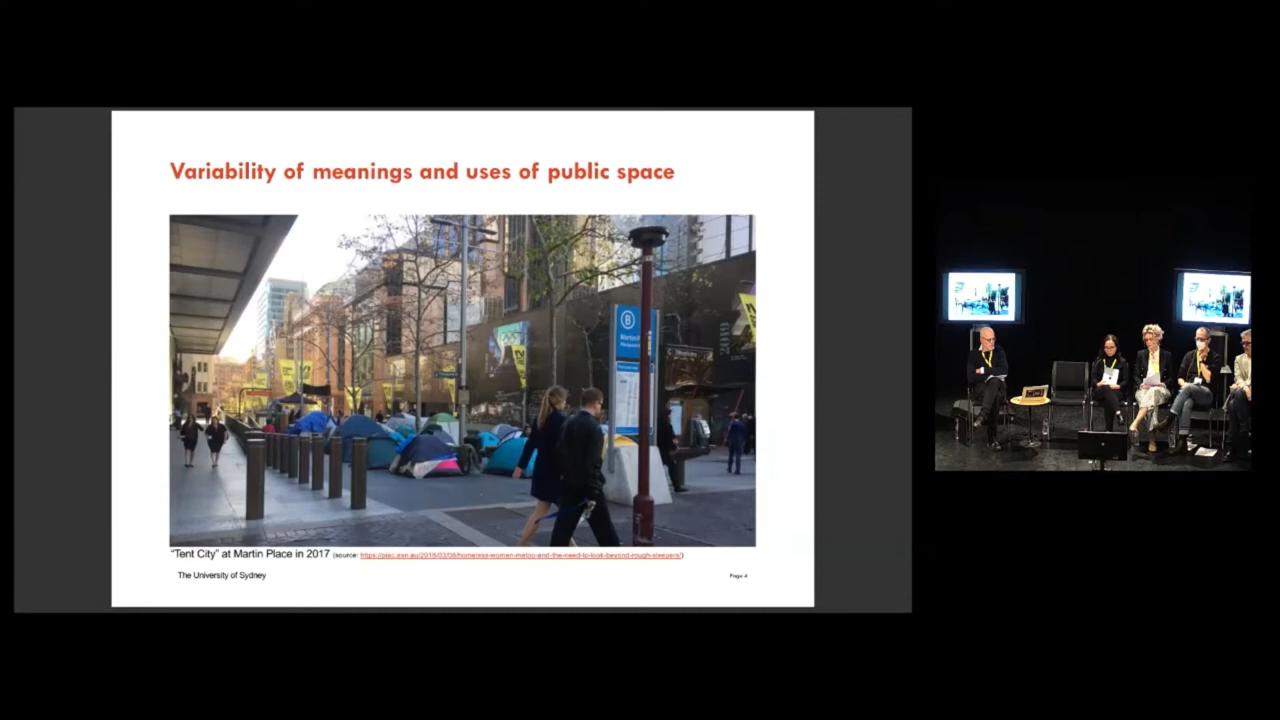 Variability of meanings and uses of public space
B
2019
"Tent City" at Martin Place in 2017 (source: https://piac.asn.au/2018/03/08/homeless-women-metoo-and-the-need-to-look-beyond-rough-sleepers/)
The University of Sydney
Page 4